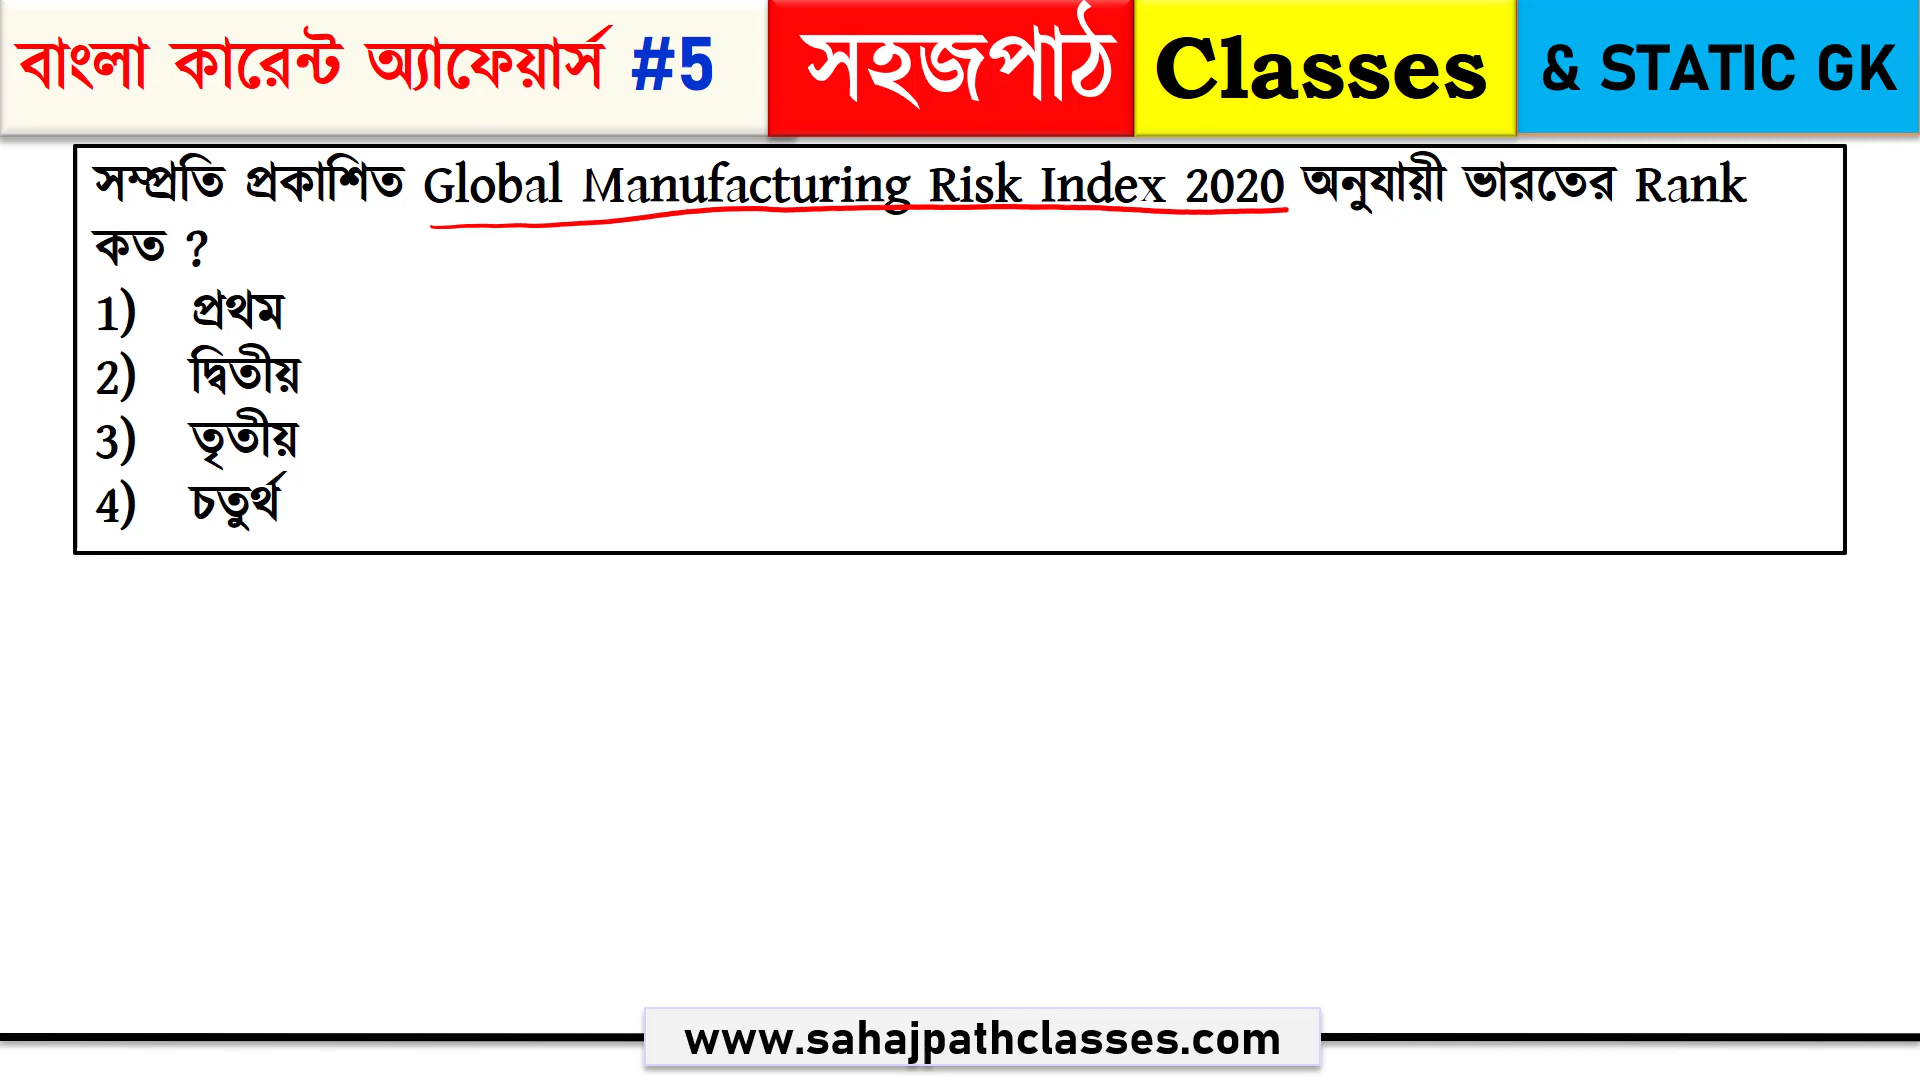 বাংলা কারেন্ট অ্যাফেয়ার্স #5
সহজপাঠ Classes & STATIC GK
সম্প্রতি প্রকাশিত Global Manufacturing Risk Index 2020 অনুযায়ী ভারতের Rank
কত ?
1) প্রথম
2) দ্বিতীয়
3) তৃতীয়
4) চতুর্থ
www.sahajpathclasses.com